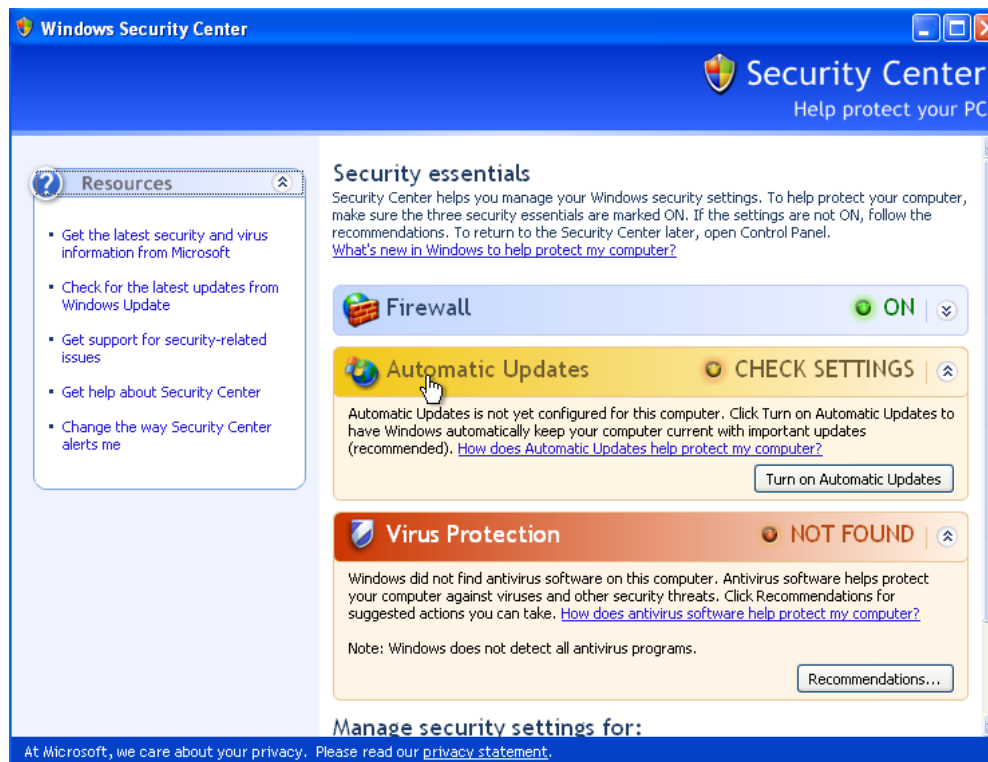 Windows Security Center
Security Center
Help protect your PC
Resources
Get the latest security and virus
information from Microsoft
Check for the latest updates from
Windows Update
Get support for security-related
issues
Get help about Security Center
Change the way Security Center
alerts me
Security essentials
Security Center helps you manage your Windows security settings. To help protect your computer,
make sure the three security essentials are marked ON. If the settings are not ON, follow the
recommendations. To return to the Security Center later, open Control Panel.
What's new in Windows to help protect my computer?
Firewall ON
Automatic Updates CHECK SETTINGS
Automatic Updates is not yet configured for this computer. Click Turn on Automatic Updates to
have Windows automatically keep your computer current with important updates
(recommended). How does Automatic Updates help protect my computer?
Turn on Automatic Updates
Virus Protection NOT FOUND
Windows did not find antivirus software on this computer. Antivirus software helps protect
your computer against viruses and other security threats. Click Recommendations for
suggested actions you can take. How does antivirus software help protect my computer?
Note: Windows does not detect all antivirus programs.
Recommendations...
Manage security settings for:
At Microsoft, we care about your privacy. Please read our privacy statement.